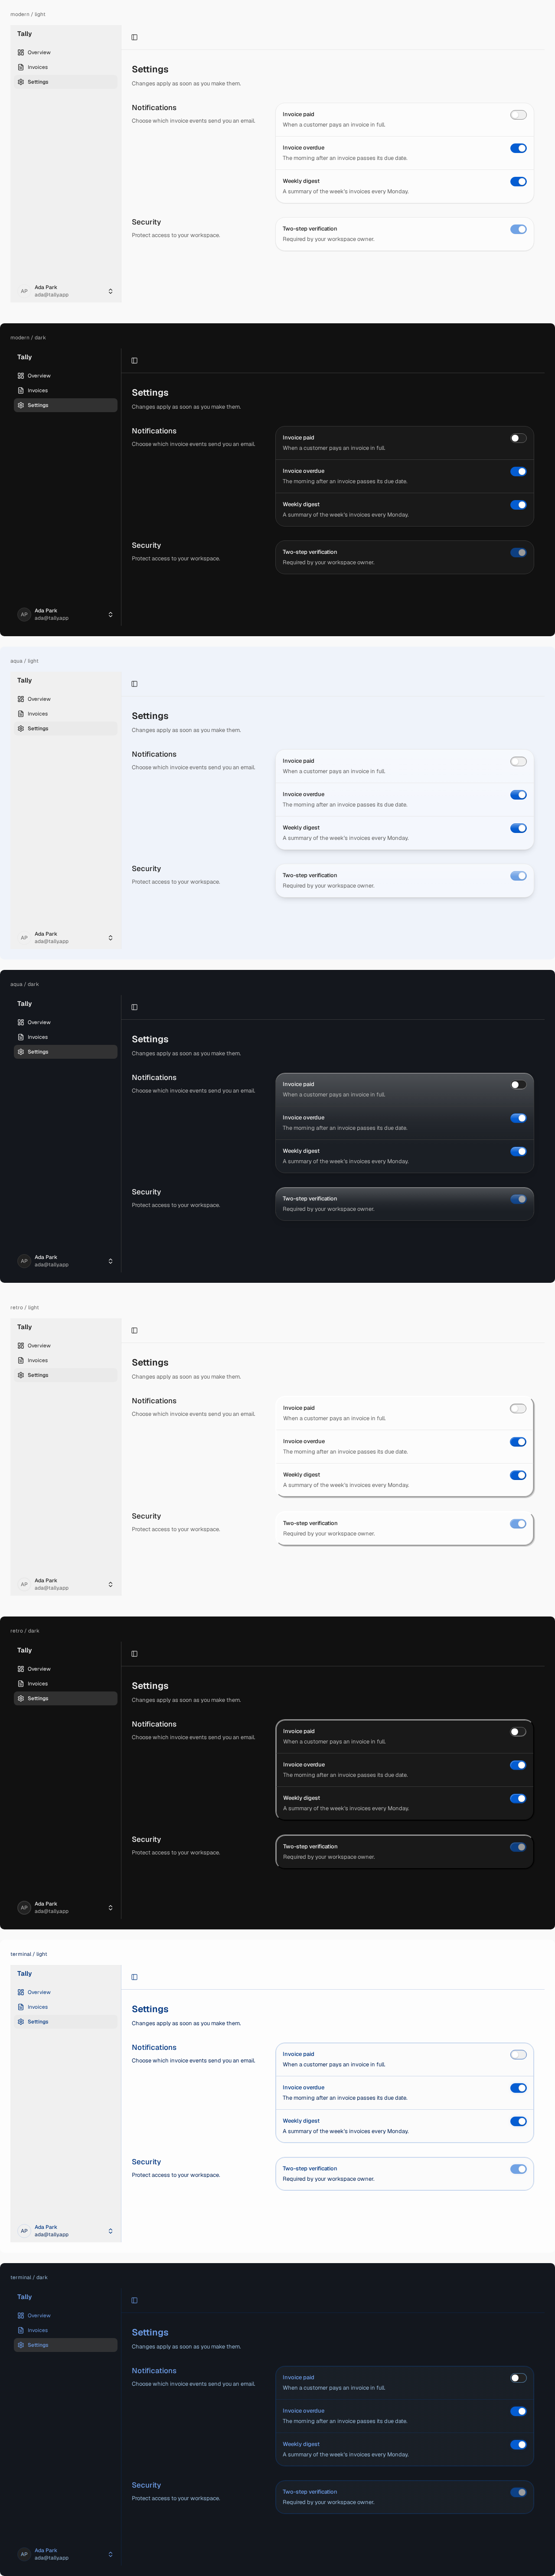 modern / light
Tally
Overview
Invoices
Settings
Settings
Changes apply as soon as you make them.
Notifications
Choose which invoice events send you an email.
Invoice paid
When a customer pays an invoice in full.
Invoice overdue
The morning after an invoice passes its due date.
Weekly digest
A summary of the week's invoices every Monday.
Security
Protect access to your workspace.
Two-step verification
Required by your workspace owner.
AP
Ada Park
ada@tally.app
modern / dark
Tally
Overview
Invoices
Settings
Settings
Changes apply as soon as you make them.
Notifications
Choose which invoice events send you an email.
Invoice paid
When a customer pays an invoice in full.
Invoice overdue
The morning after an invoice passes its due date.
Weekly digest
A summary of the week's invoices every Monday.
Security
Protect access to your workspace.
Two-step verification
Required by your workspace owner.
AP
Ada Park
ada@tally.app
aqua / light
Tally
Overview
Invoices
Settings
Settings
Changes apply as soon as you make them.
Notifications
Choose which invoice events send you an email.
Invoice paid
When a customer pays an invoice in full.
Invoice overdue
The morning after an invoice passes its due date.
Weekly digest
A summary of the week's invoices every Monday.
Security
Protect access to your workspace.
Two-step verification
Required by your workspace owner.
AP
Ada Park
ada@tally.app
aqua / dark
Tally
Overview
Invoices
Settings
Settings
Changes apply as soon as you make them.
Notifications
Choose which invoice events send you an email.
Invoice paid
When a customer pays an invoice in full.
Invoice overdue
The morning after an invoice passes its due date.
Weekly digest
A summary of the week's invoices every Monday.
Security
Protect access to your workspace.
Two-step verification
Required by your workspace owner.
AP
Ada Park
ada@tally.app
retro / light
Tally
Overview
Invoices
Settings
Settings
Changes apply as soon as you make them.
Notifications
Choose which invoice events send you an email.
Invoice paid
When a customer pays an invoice in full.
Invoice overdue
The morning after an invoice passes its due date.
Weekly digest
A summary of the week's invoices every Monday.
Security
Protect access to your workspace.
Two-step verification
Required by your workspace owner.
AP
Ada Park
ada@tally.app
retro / dark
Tally
Overview
Invoices
Settings
Settings
Changes apply as soon as you make them.
Notifications
Choose which invoice events send you an email.
Invoice paid
When a customer pays an invoice in full.
Invoice overdue
The morning after an invoice passes its due date.
Weekly digest
A summary of the week's invoices every Monday.
Security
Protect access to your workspace.
Two-step verification
Required by your workspace owner.
AP
Ada Park
ada@tally.app
terminal / light
Tally
Overview
Invoices
Settings
Settings
Changes apply as soon as you make them.
Notifications
Choose which invoice events send you an email.
Invoice paid
When a customer pays an invoice in full.
Invoice overdue
The morning after an invoice passes its due date.
Weekly digest
A summary of the week's invoices every Monday.
Security
Protect access to your workspace.
Two-step verification
Required by your workspace owner.
AP
Ada Park
ada@tally.app
terminal / dark
Tally
Overview
Invoices
Settings
Settings
Changes apply as soon as you make them.
Notifications
Choose which invoice events send you an email.
Invoice paid
When a customer pays an invoice in full.
Invoice overdue
The morning after an invoice passes its due date.
Weekly digest
A summary of the week's invoices every Monday.
Security
Protect access to your workspace.
Two-step verification
Required by your workspace owner.
AP
Ada Park
ada@tally.app